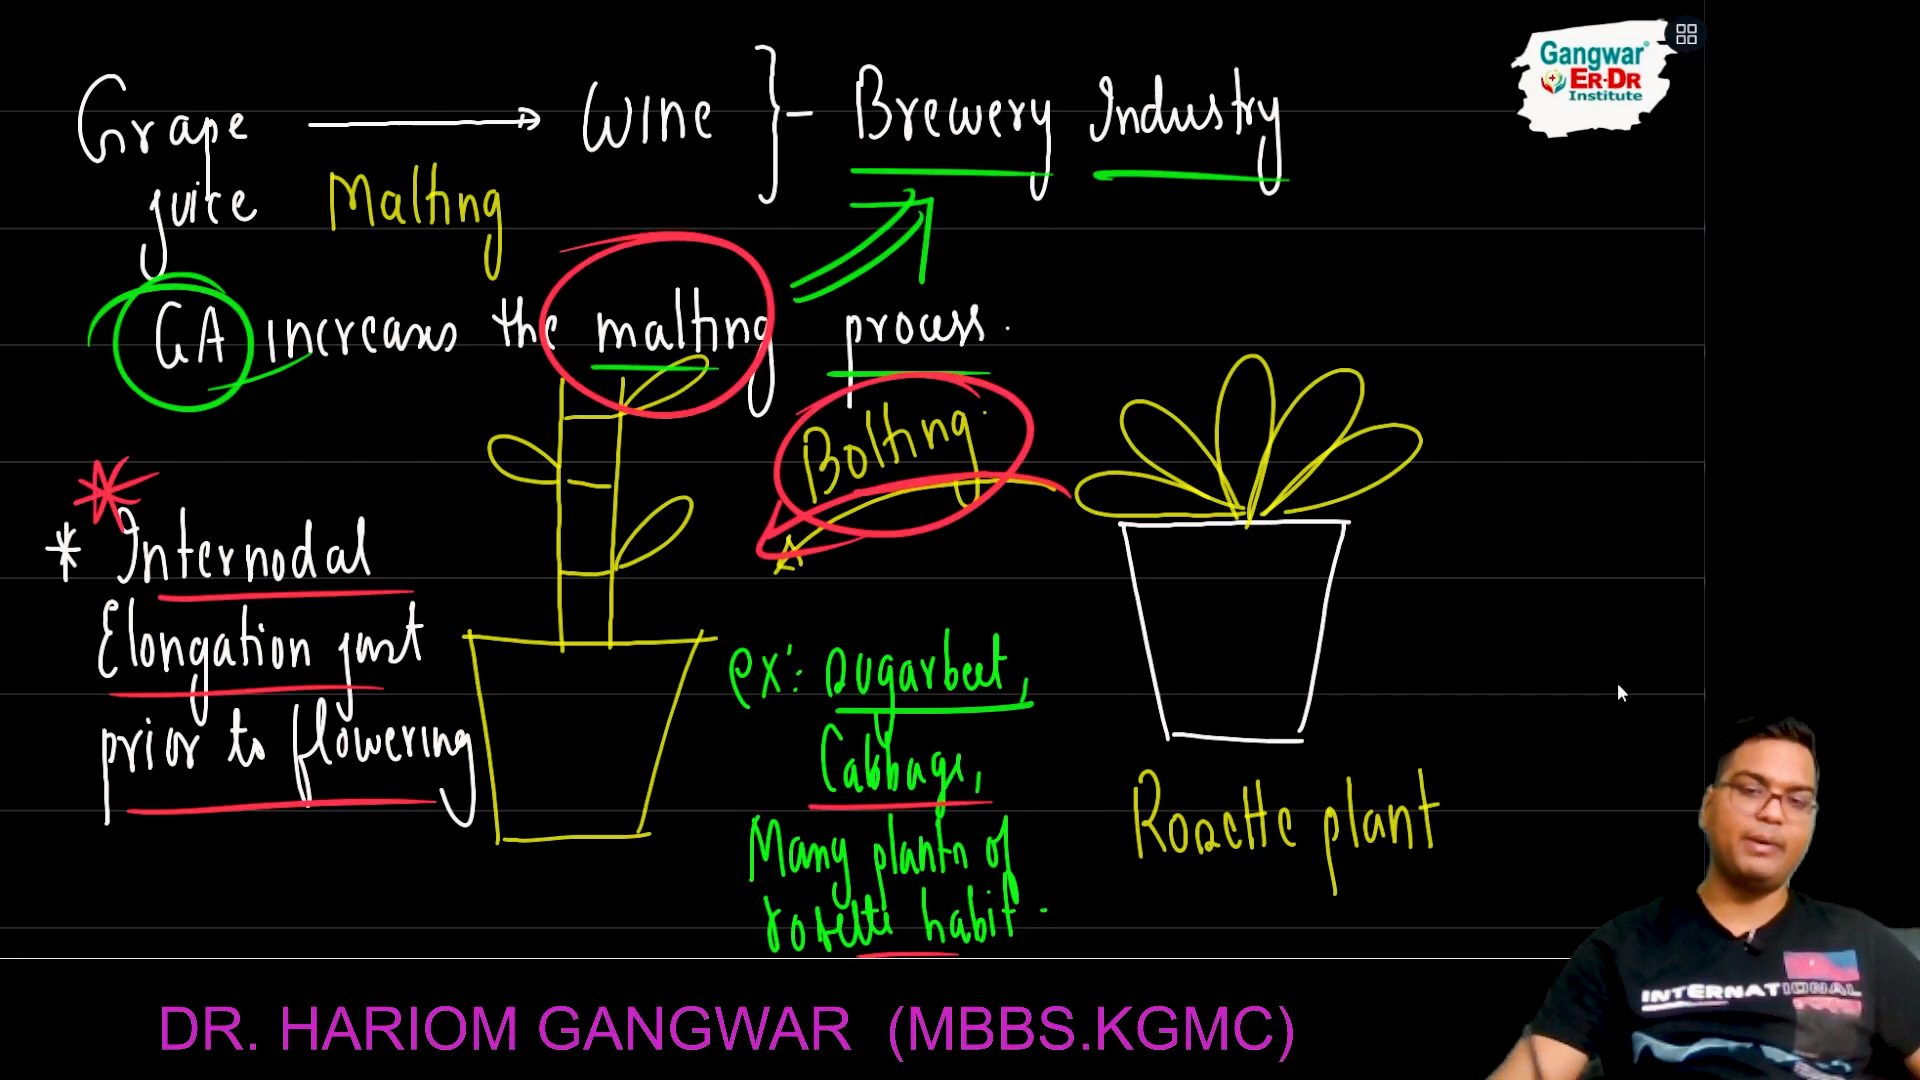 Grape → Wine } - Brewery Industry
juice Malting
GA increases the malting process.
Bolting
* Internodal
Elongation just
prior to flowering
ex: sugarbeet,
Cabbage,
Many plants of
rosette habit.
Rosette plant
Gangwar
ER-DR
Institute
INTERNATIONAL
DR. HARIOM GANGWAR (MBBS.KGMC)